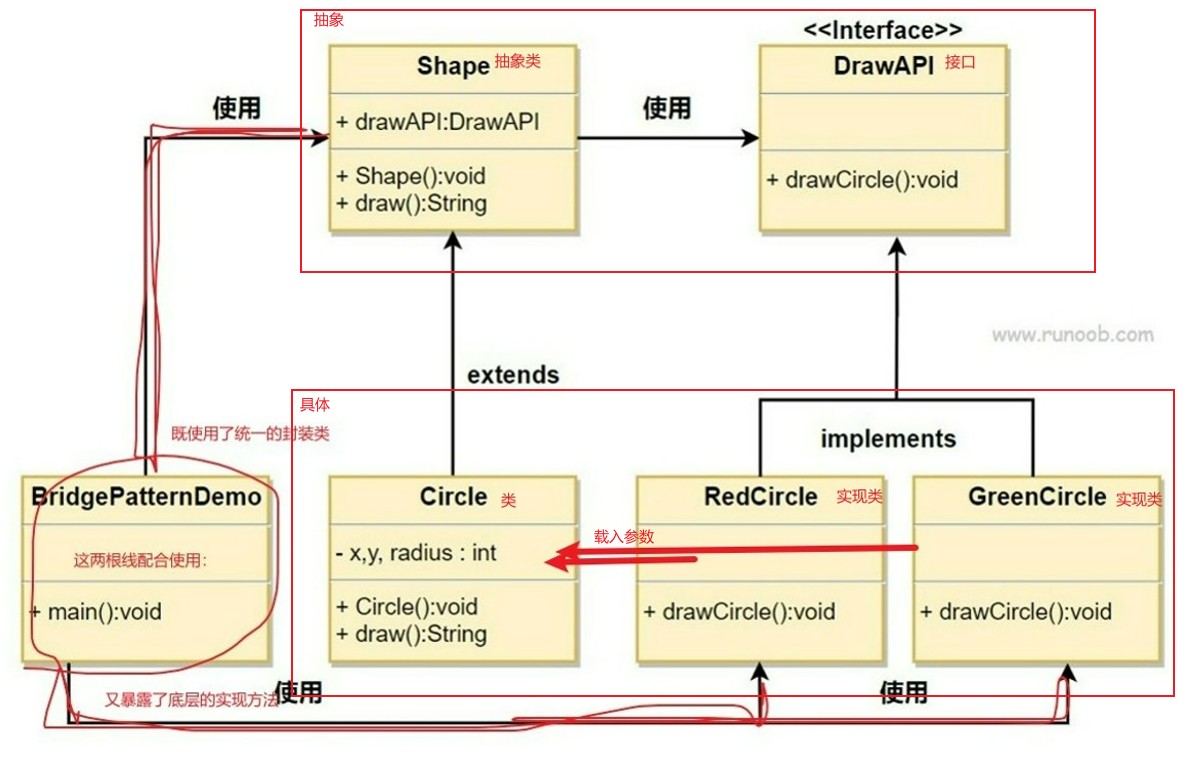 抽象
<<Interface>>
Shape 抽象类
DrawAPI 接口
使用
+ drawAPI:DrawAPI
使用
+ Shape():void
+ draw():String
+ drawCircle():void
www.runoob.com
extends
具体
既使用了统一的封装类
implements
BridgePatternDemo
Circle 类
RedCircle 实现类
GreenCircle 实现类
这两根线配合使用:
- x,y, radius : int
载入参数
+ main():void
+ Circle():void
+ draw():String
+ drawCircle():void
+ drawCircle():void
又暴露了底层的实现方法
使用
使用